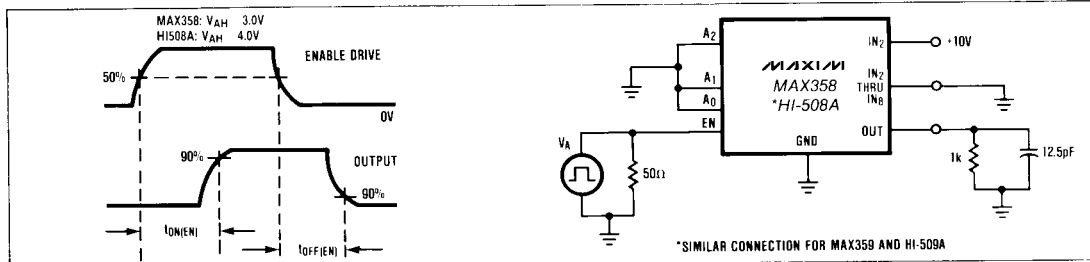 MAX358: VAH 3.0V
HI508A: VAH 4.0V
ENABLE DRIVE
50%
0V
90%
OUTPUT
90%
tON(EN)
tOFF(EN)
A2
A1
A0
EN
VA
50Ω
MAXIM
MAX358
*HI-508A
GND
IN2
+10V
IN2
THRU
IN8
OUT
1k
12.5pF
*SIMILAR CONNECTION FOR MAX359 AND HI-509A